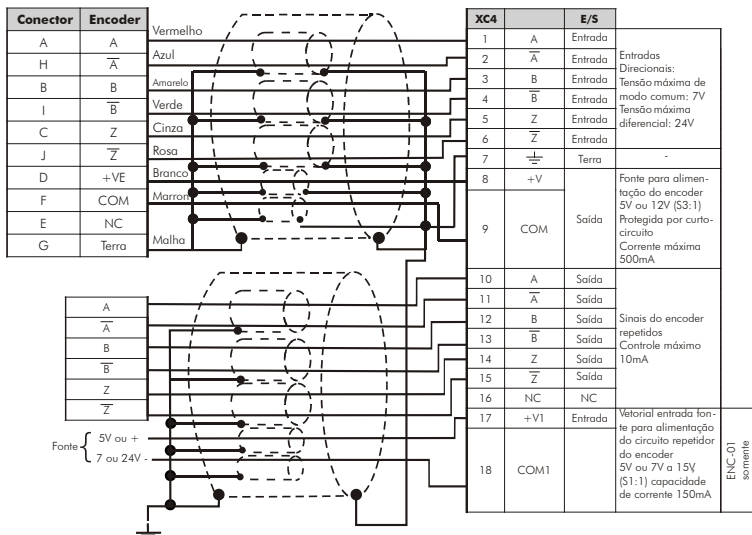 Conector Encoder
A A
H A̅
B B
I B̅
C Z
J Z̅
D +VE
F COM
E NC
G Terra
Vermelho
Azul
Amarelo
Verde
Cinza
Rosa
Branco
Marron
Malha
XC4 E/S
1 A Entrada
2 A̅ Entrada
3 B Entrada
4 B̅ Entrada
5 Z Entrada
6 Z̅ Entrada
Entradas
Direcionais:
Tensão máxima de
modo comum: 7V
Tensão máxima
diferencial: 24V
7 Terra -
8 +V
9 COM
Saída
Fonte para alimen-
tação do encoder
5V ou 12V (S3:1)
Protegida por curto-
circuito
Corrente máxima
500mA
10 A Saída
11 A̅ Saída
12 B Saída
13 B̅ Saída
14 Z Saída
15 Z̅ Saída
Sinais do encoder
repetidos
Controle máximo
10mA
16 NC NC
17 +V1 Entrada
18 COM1
Vetorial entrada fon-
te para alimentação
do circuito repetidor
do encoder
5V ou 7V a 15V,
(S1:1) capacidade
de corrente 150mA
ENC-01
somente
A
A̅
B
B̅
Z
Z̅
Fonte
5V ou +
7 ou 24V -